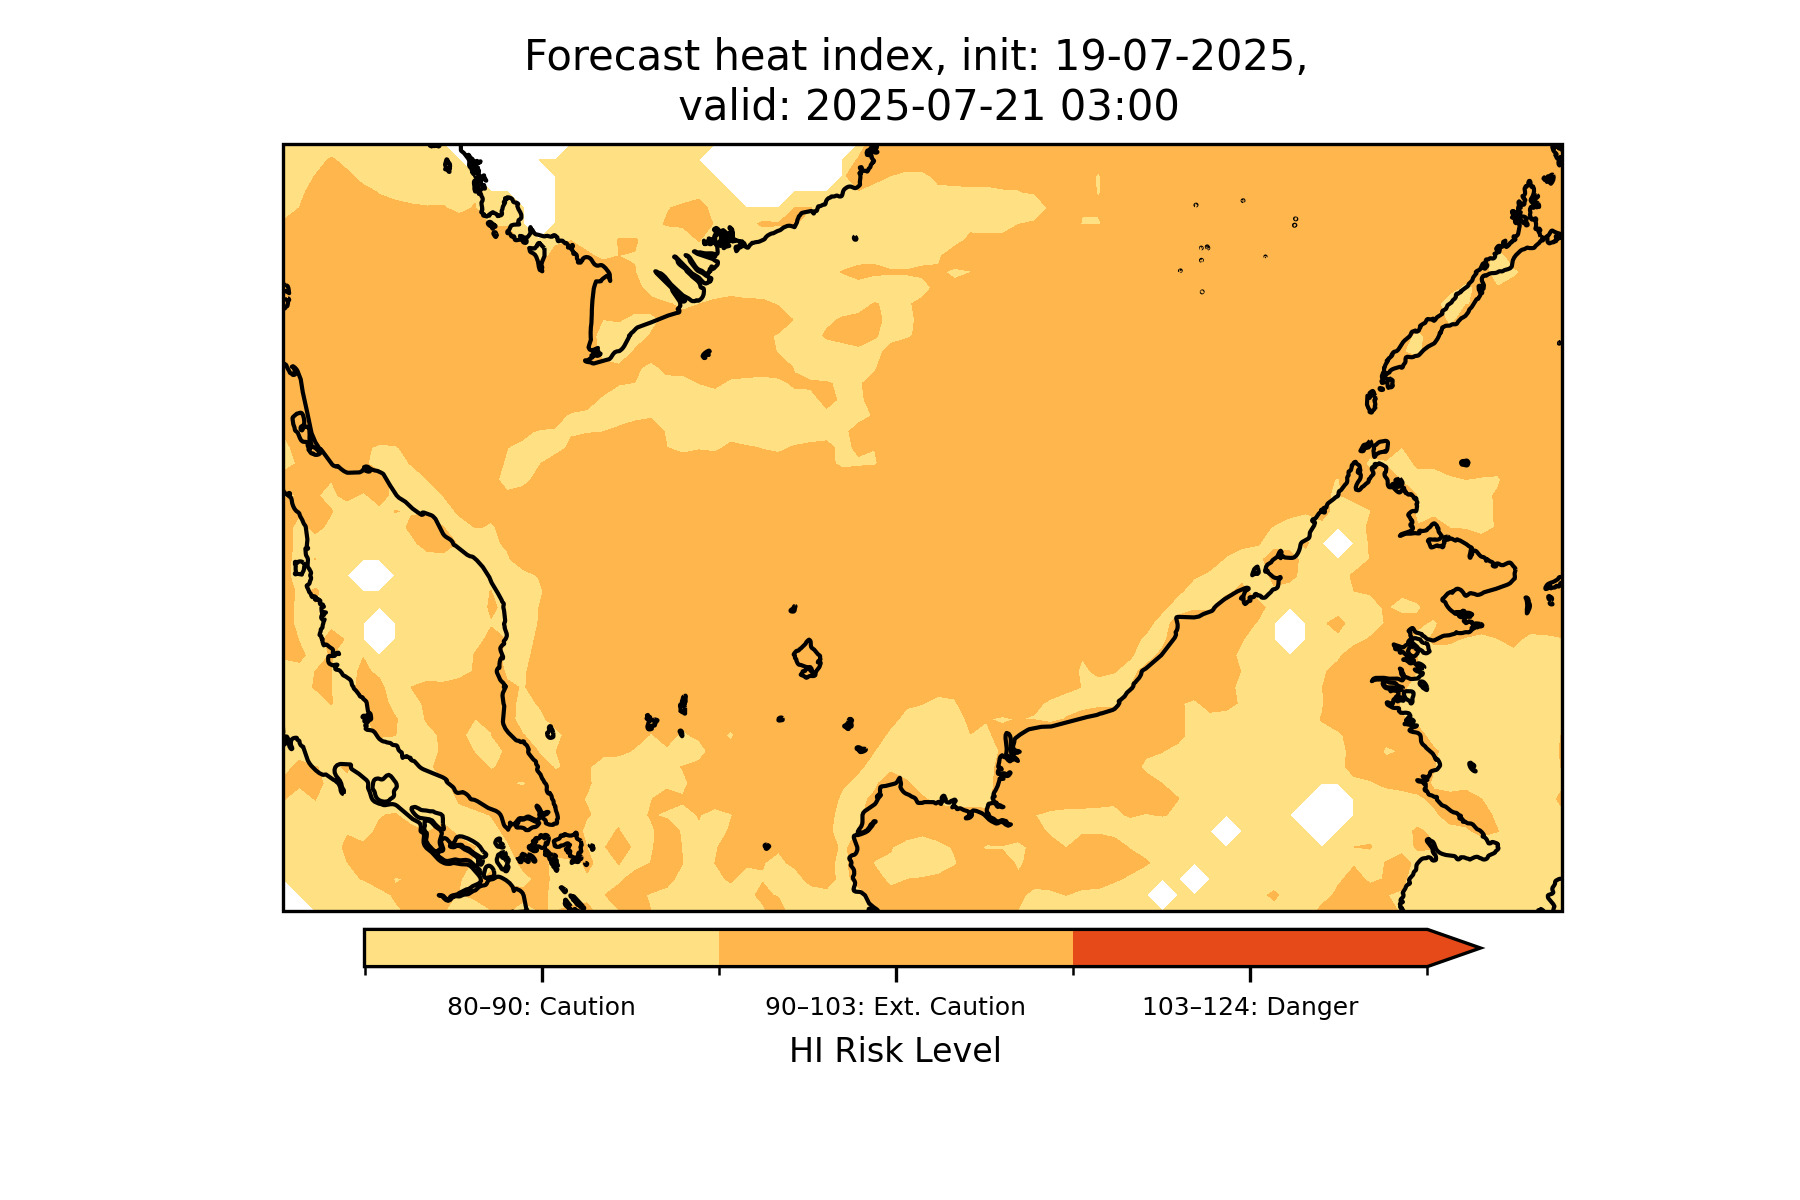 Forecast heat index, init: 19-07-2025,
valid: 2025-07-21 03:00
80–90: Caution
90–103: Ext. Caution
103–124: Danger
HI Risk Level